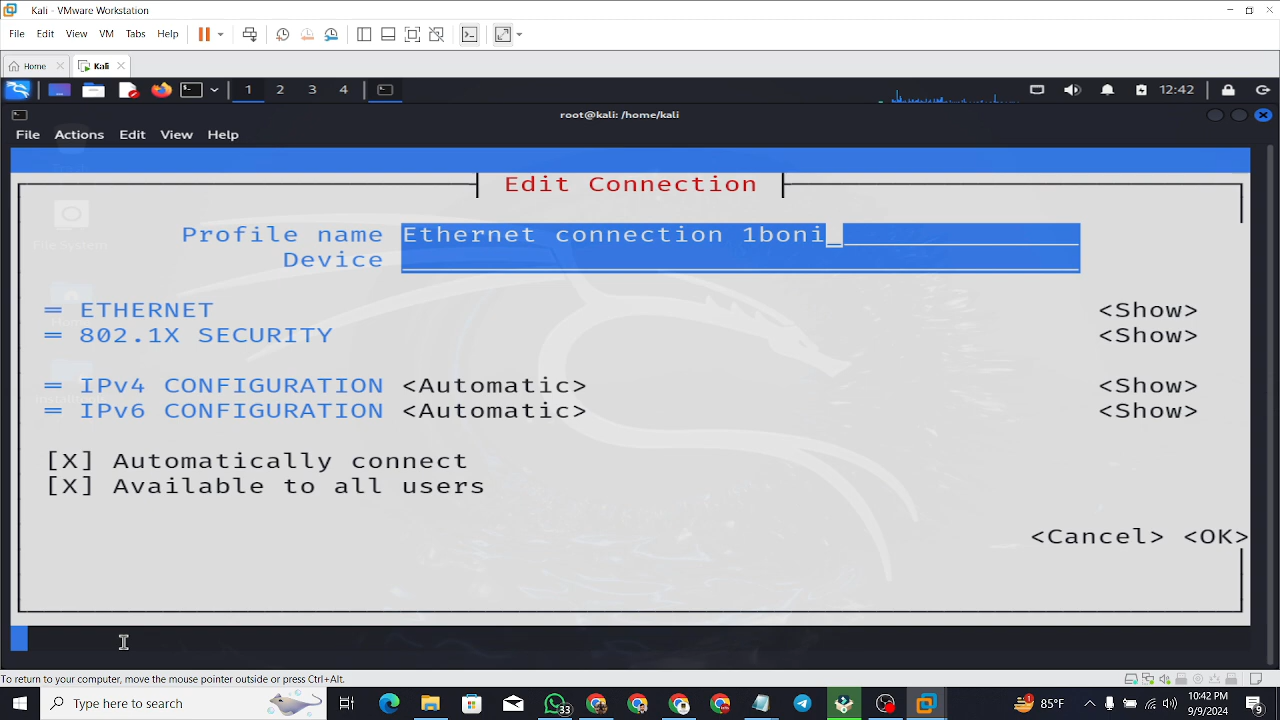 Kali - VMware Workstation
File Edit View VM Tabs Help
Home Kali
1 2 3 4 12:42
root@kali: /home/kali
File Actions Edit View Help
Edit Connection
Profile name Ethernet connection 1boni_
Device
File System
= ETHERNET <Show>
= 802.1X SECURITY <Show>
= IPv4 CONFIGURATION <Automatic> <Show>
= IPv6 CONFIGURATION <Automatic> <Show>
[X] Automatically connect
[X] Available to all users
<Cancel> <OK>
To return to your computer, move the mouse pointer outside or press Ctrl+Alt.
Type here to search 33 85°F 10:42 PM
9/9/2024